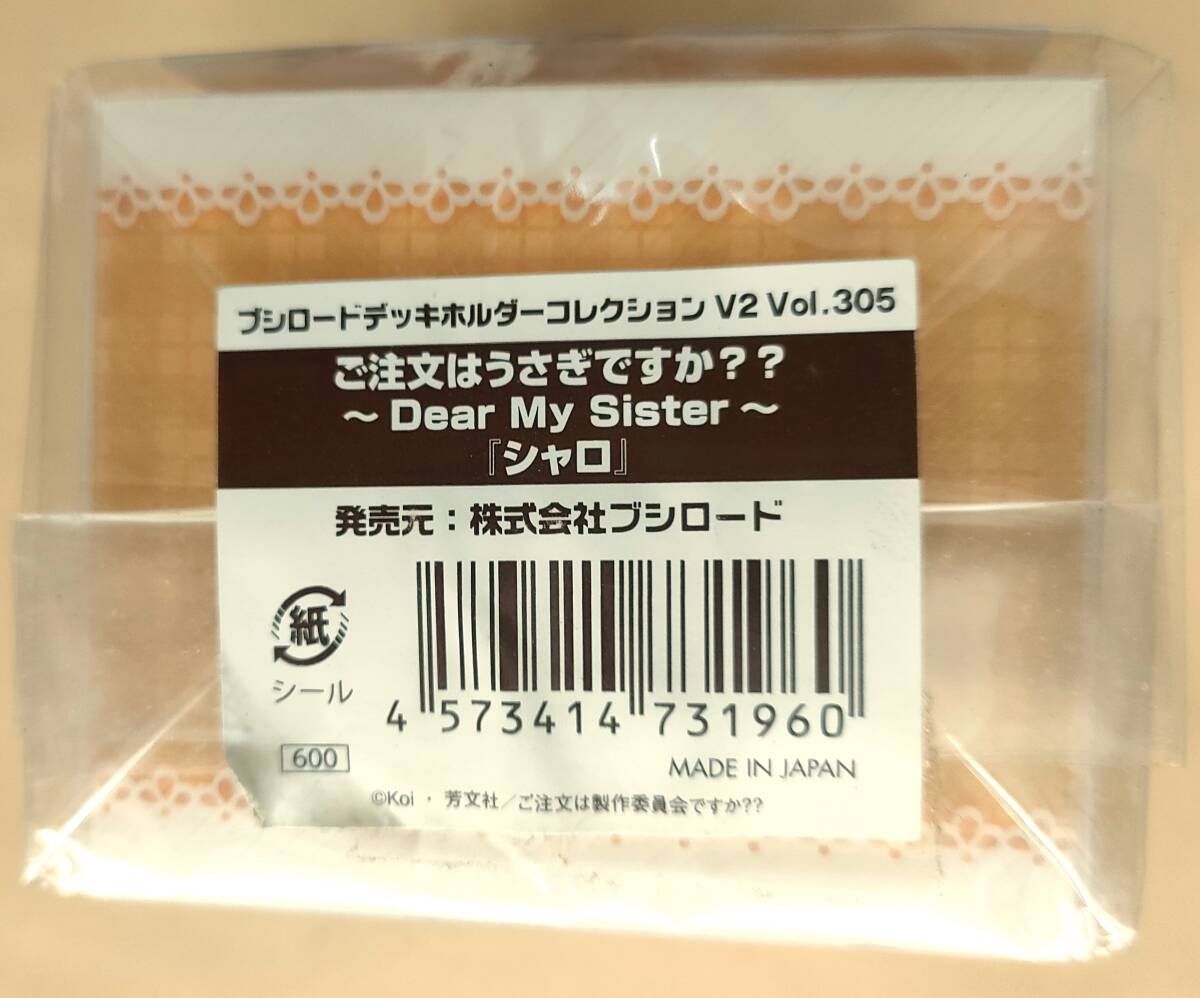 ブシロードデッキホルダーコレクション V2 Vol.305
ご注文はうさぎですか？？
～ Dear My Sister ～
『シャロ』
発売元：株式会社ブシロード
紙
シール
4 573414 731960
600
MADE IN JAPAN
©Koi ・ 芳文社／ご注文は製作委員会ですか??